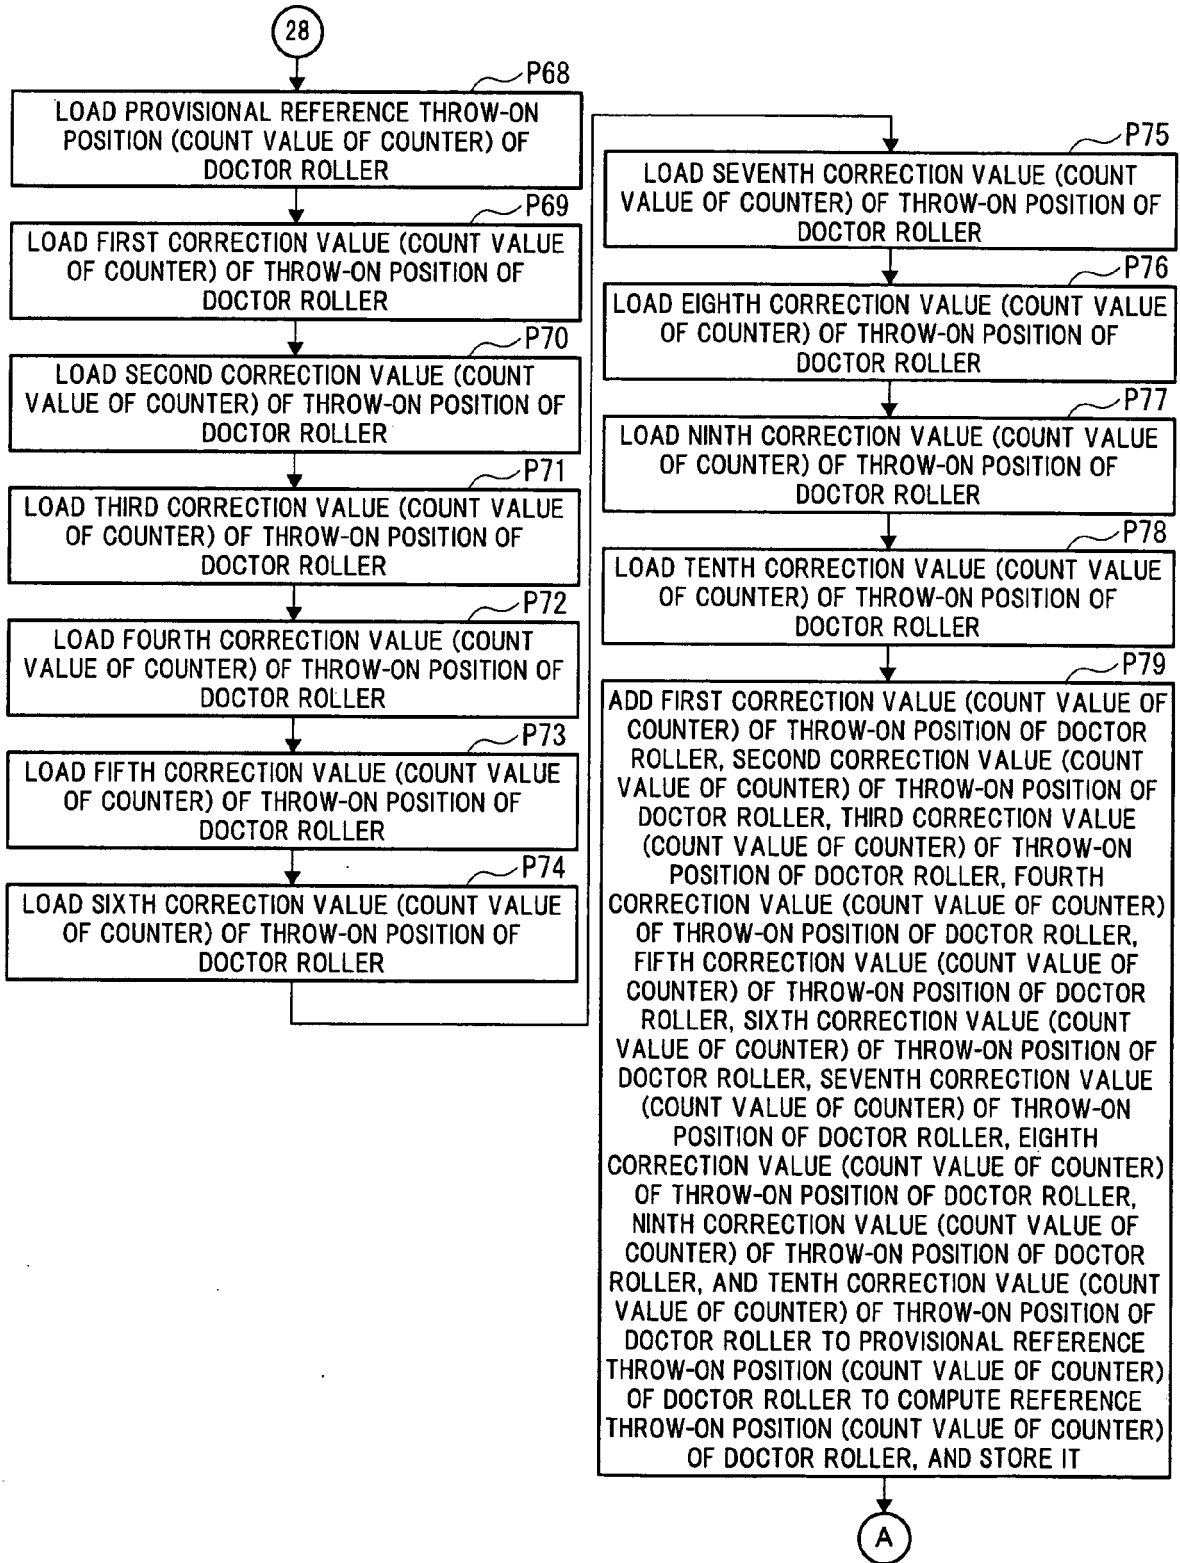 28
P68
LOAD PROVISIONAL REFERENCE THROW-ON
POSITION (COUNT VALUE OF COUNTER) OF
DOCTOR ROLLER
P69
LOAD FIRST CORRECTION VALUE (COUNT VALUE
OF COUNTER) OF THROW-ON POSITION OF
DOCTOR ROLLER
P70
LOAD SECOND CORRECTION VALUE (COUNT
VALUE OF COUNTER) OF THROW-ON POSITION OF
DOCTOR ROLLER
P71
LOAD THIRD CORRECTION VALUE (COUNT VALUE
OF COUNTER) OF THROW-ON POSITION OF
DOCTOR ROLLER
P72
LOAD FOURTH CORRECTION VALUE (COUNT
VALUE OF COUNTER) OF THROW-ON POSITION OF
DOCTOR ROLLER
P73
LOAD FIFTH CORRECTION VALUE (COUNT VALUE
OF COUNTER) OF THROW-ON POSITION OF
DOCTOR ROLLER
P74
LOAD SIXTH CORRECTION VALUE (COUNT VALUE
OF COUNTER) OF THROW-ON POSITION OF
DOCTOR ROLLER
P75
LOAD SEVENTH CORRECTION VALUE (COUNT
VALUE OF COUNTER) OF THROW-ON POSITION OF
DOCTOR ROLLER
P76
LOAD EIGHTH CORRECTION VALUE (COUNT VALUE
OF COUNTER) OF THROW-ON POSITION OF
DOCTOR ROLLER
P77
LOAD NINTH CORRECTION VALUE (COUNT VALUE
OF COUNTER) OF THROW-ON POSITION OF
DOCTOR ROLLER
P78
LOAD TENTH CORRECTION VALUE (COUNT VALUE
OF COUNTER) OF THROW-ON POSITION OF
DOCTOR ROLLER
P79
ADD FIRST CORRECTION VALUE (COUNT VALUE OF
COUNTER) OF THROW-ON POSITION OF DOCTOR
ROLLER, SECOND CORRECTION VALUE (COUNT
VALUE OF COUNTER) OF THROW-ON POSITION OF
DOCTOR ROLLER, THIRD CORRECTION VALUE
(COUNT VALUE OF COUNTER) OF THROW-ON
POSITION OF DOCTOR ROLLER, FOURTH
CORRECTION VALUE (COUNT VALUE OF COUNTER)
OF THROW-ON POSITION OF DOCTOR ROLLER,
FIFTH CORRECTION VALUE (COUNT VALUE OF
COUNTER) OF THROW-ON POSITION OF DOCTOR
ROLLER, SIXTH CORRECTION VALUE (COUNT
VALUE OF COUNTER) OF THROW-ON POSITION OF
DOCTOR ROLLER, SEVENTH CORRECTION VALUE
(COUNT VALUE OF COUNTER) OF THROW-ON
POSITION OF DOCTOR ROLLER, EIGHTH
CORRECTION VALUE (COUNT VALUE OF COUNTER)
OF THROW-ON POSITION OF DOCTOR ROLLER,
NINTH CORRECTION VALUE (COUNT VALUE OF
COUNTER) OF THROW-ON POSITION OF DOCTOR
ROLLER, AND TENTH CORRECTION VALUE (COUNT
VALUE OF COUNTER) OF THROW-ON POSITION OF
DOCTOR ROLLER TO PROVISIONAL REFERENCE
THROW-ON POSITION (COUNT VALUE OF COUNTER)
OF DOCTOR ROLLER TO COMPUTE REFERENCE
THROW-ON POSITION (COUNT VALUE OF COUNTER)
OF DOCTOR ROLLER, AND STORE IT
A